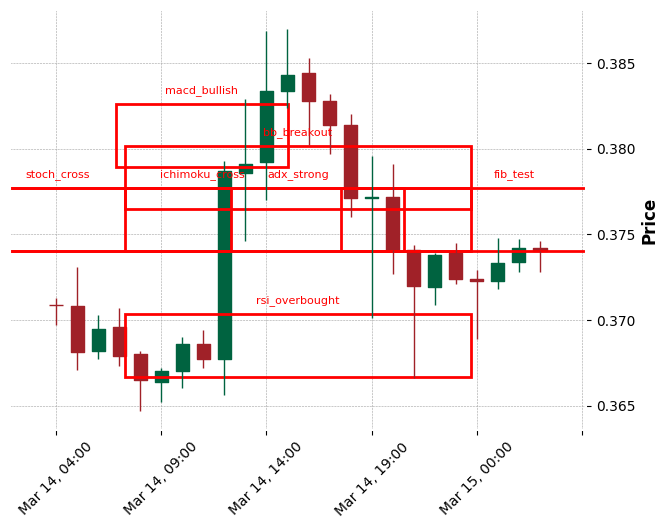 macd_bullish
stoch_cross
ichimoku_cross
adx_strong
fib_test
rsi_overbought
0.385
0.380
0.375
0.370
0.365
Price
Mar 14, 04:00
Mar 14, 09:00
Mar 14, 14:00
Mar 14, 19:00
Mar 15, 00:00